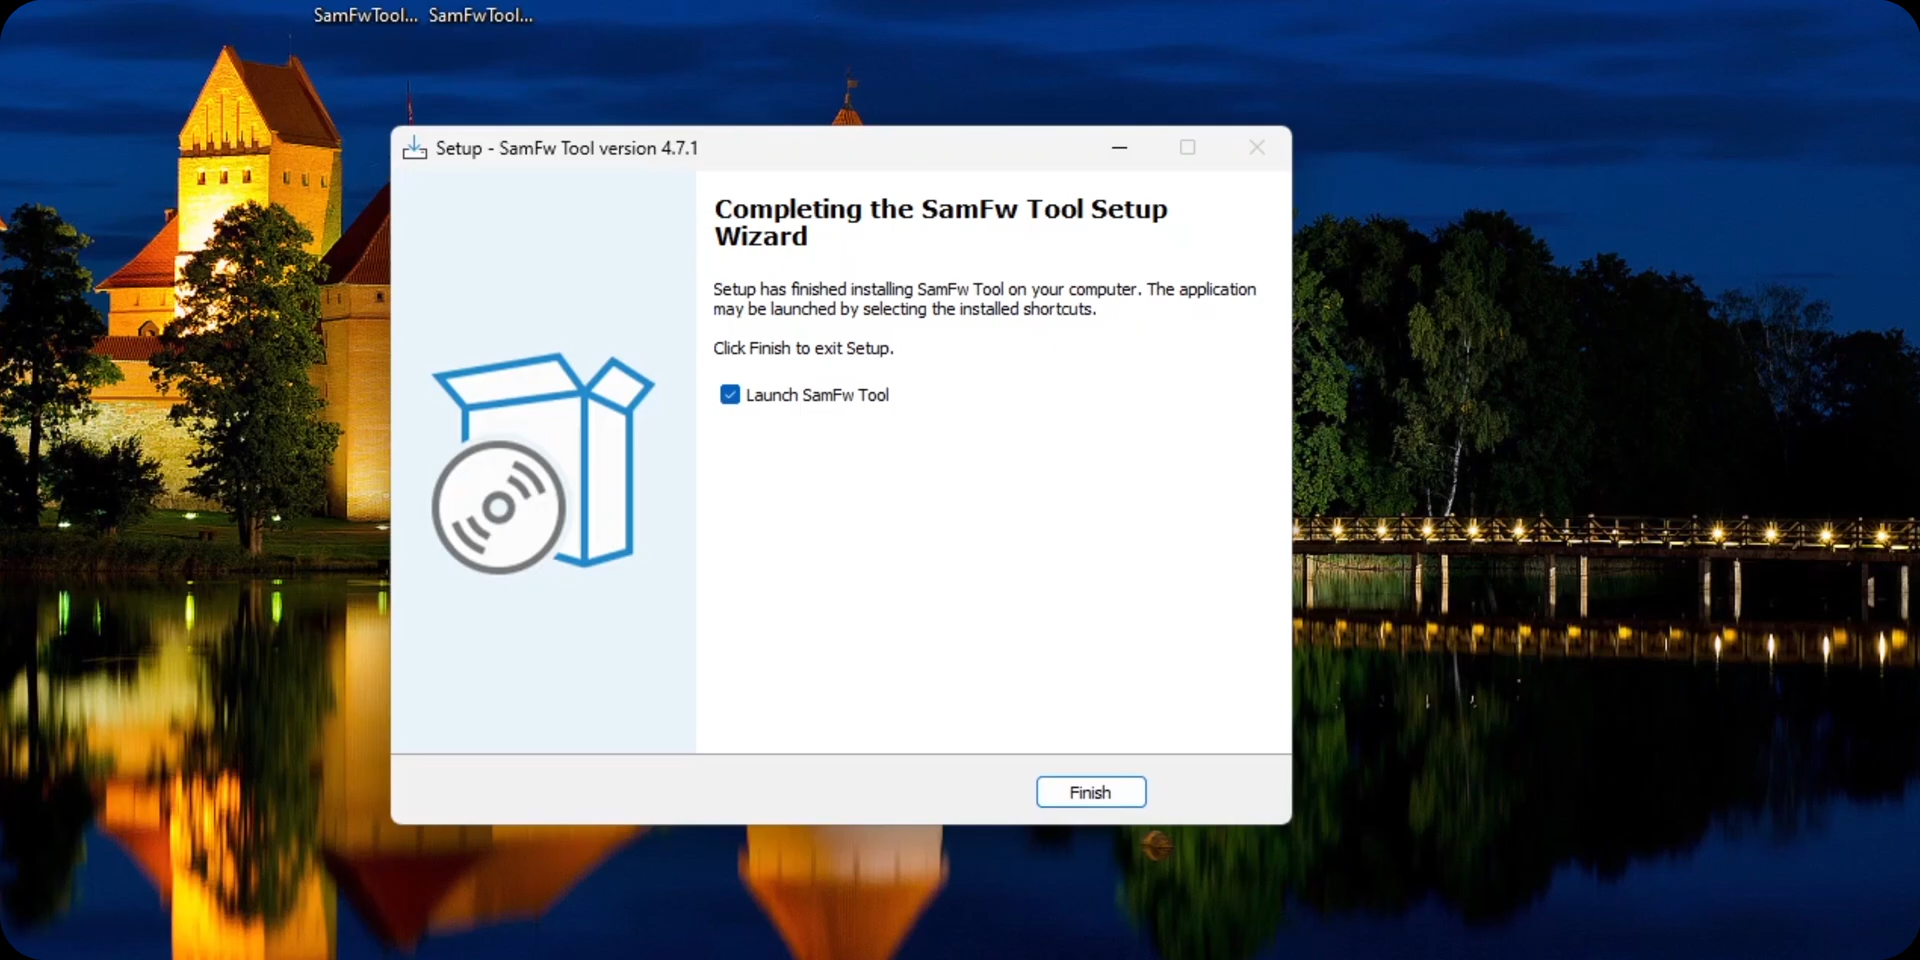 SamFwTool... SamFwTool...
Setup - SamFw Tool version 4.7.1
Completing the SamFw Tool Setup
Wizard
Setup has finished installing SamFw Tool on your computer. The application
may be launched by selecting the installed shortcuts.
Click Finish to exit Setup.
Launch SamFw Tool
Finish